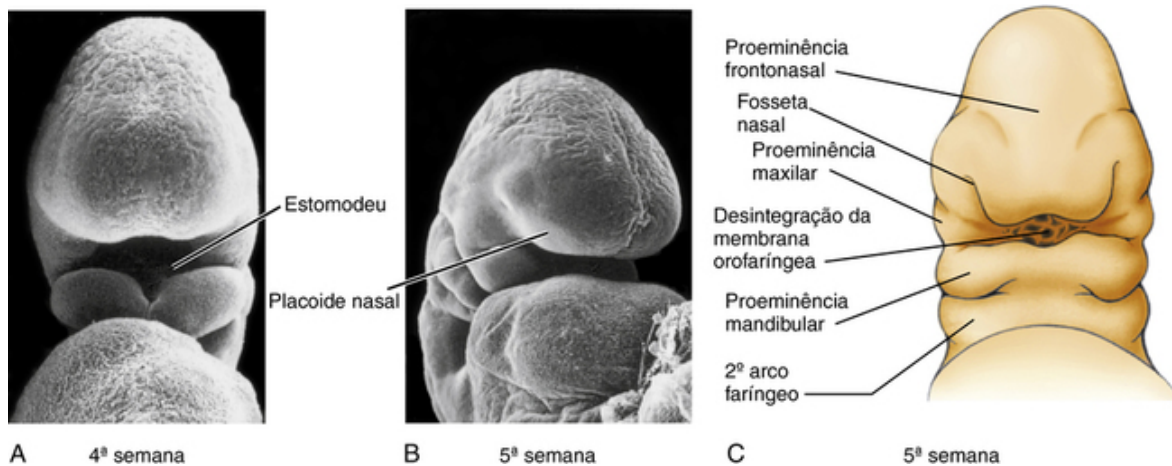 Estomodeu
Placoide nasal
Proeminência
frontonasal
Fosseta
nasal
Proeminência
maxilar
Desintegração da
membrana
orofaríngea
Proeminência
mandibular
2º arco
faríngeo
A 4ª semana
B 5ª semana
C 5ª semana